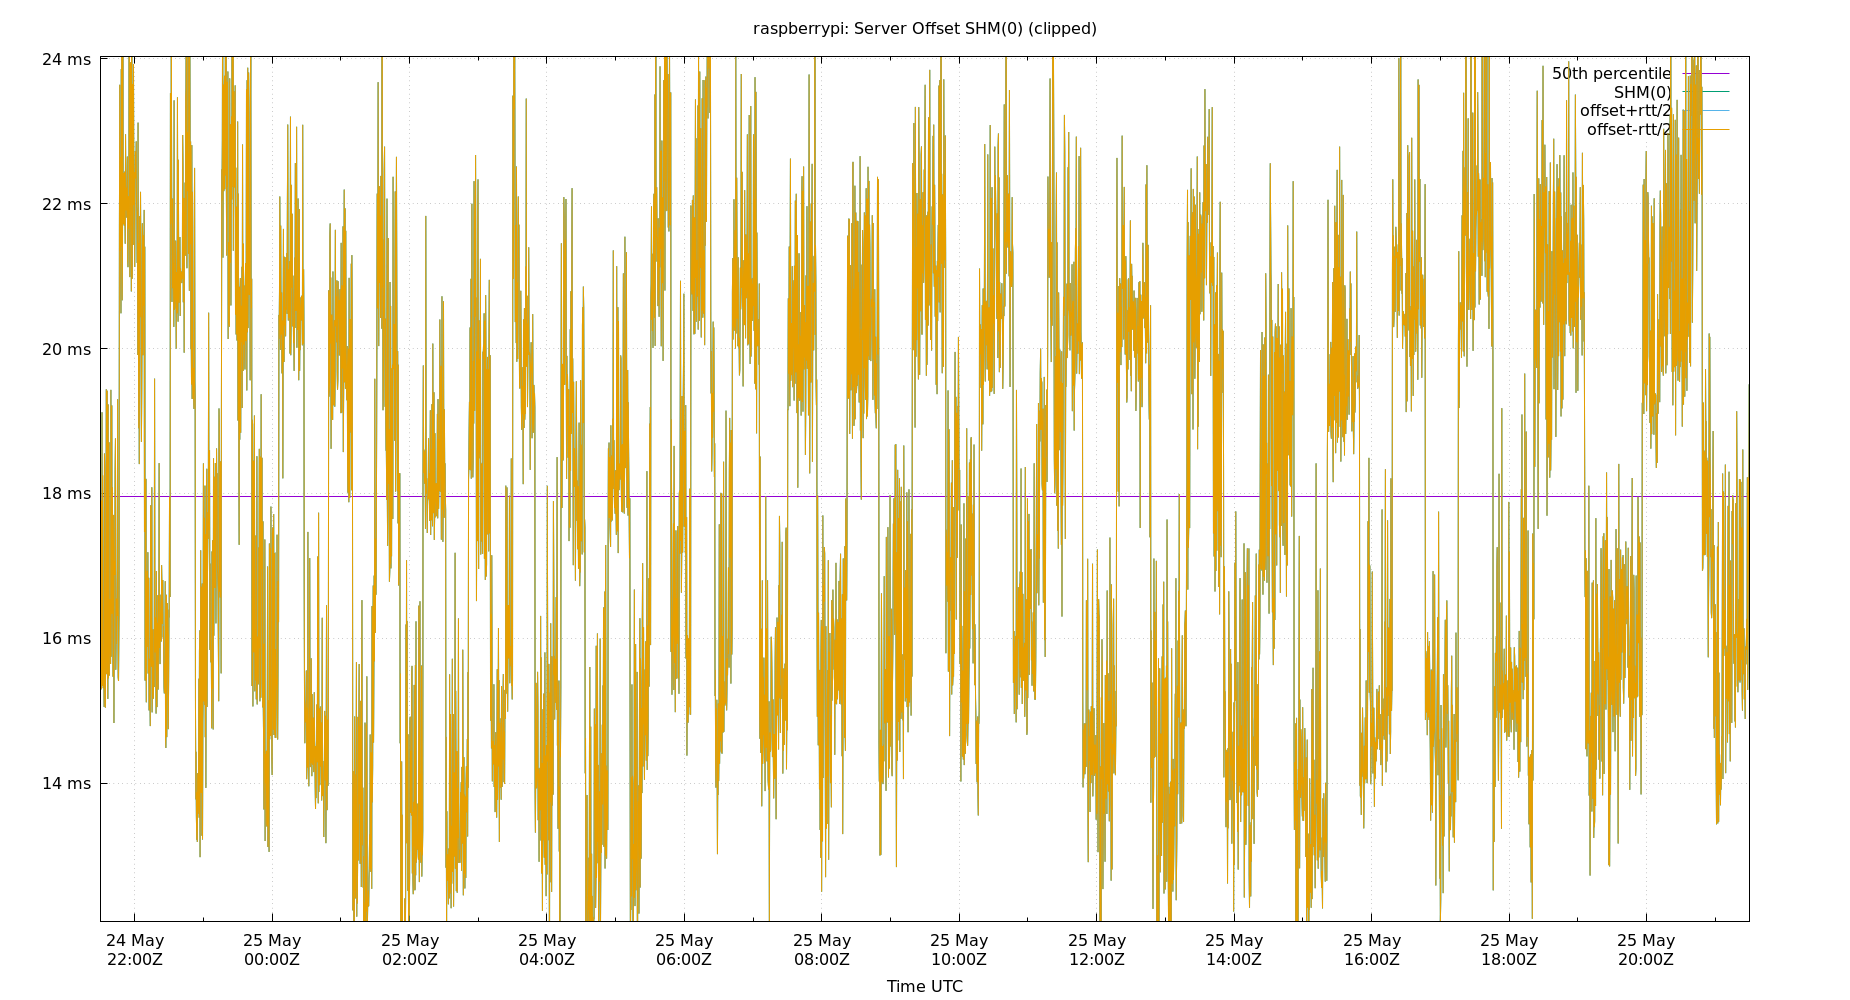 raspberrypi: Server Offset SHM(0) (clipped)
24 ms
22 ms
20 ms
18 ms
16 ms
14 ms
50th percentile
SHM(0)
offset+rtt/2
offset-rtt/2
24 May 25 May 25 May 25 May 25 May 25 May 25 May 25 May 25 May 25 May 25 May 25 May
22:00Z 00:00Z 02:00Z 04:00Z 06:00Z 08:00Z 10:00Z 12:00Z 14:00Z 16:00Z 18:00Z 20:00Z
Time UTC